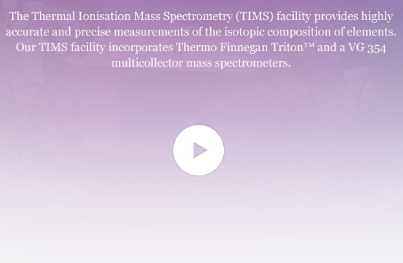 The Thermal Ionisation Mass Spectrometry (TIMS) facility provides highly
accurate and precise measurements of the isotopic composition of elements.
Our TIMS facility incorporates Thermo Finnegan Triton™ and a VG 354
multicollector mass spectrometers.